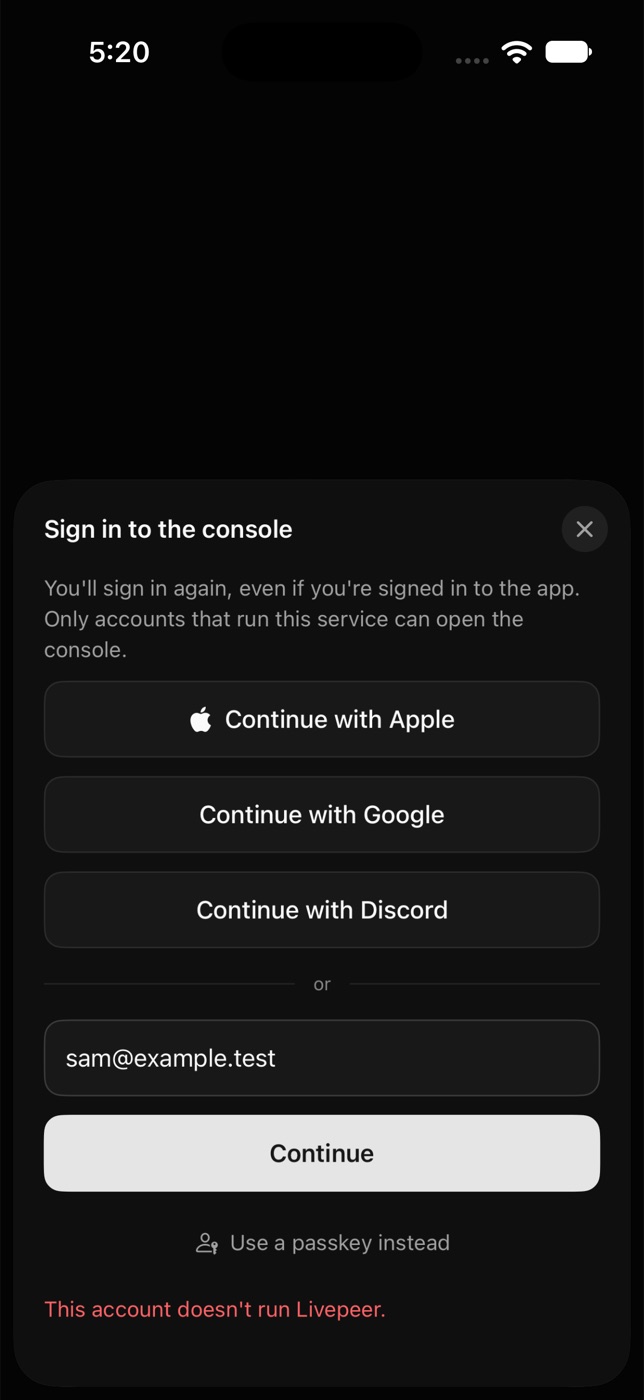 5:20
Sign in to the console
You'll sign in again, even if you're signed in to the app.
Only accounts that run this service can open the
console.
Continue with Apple
Continue with Google
Continue with Discord
or
sam@example.test
Continue
Use a passkey instead
This account doesn't run Livepeer.